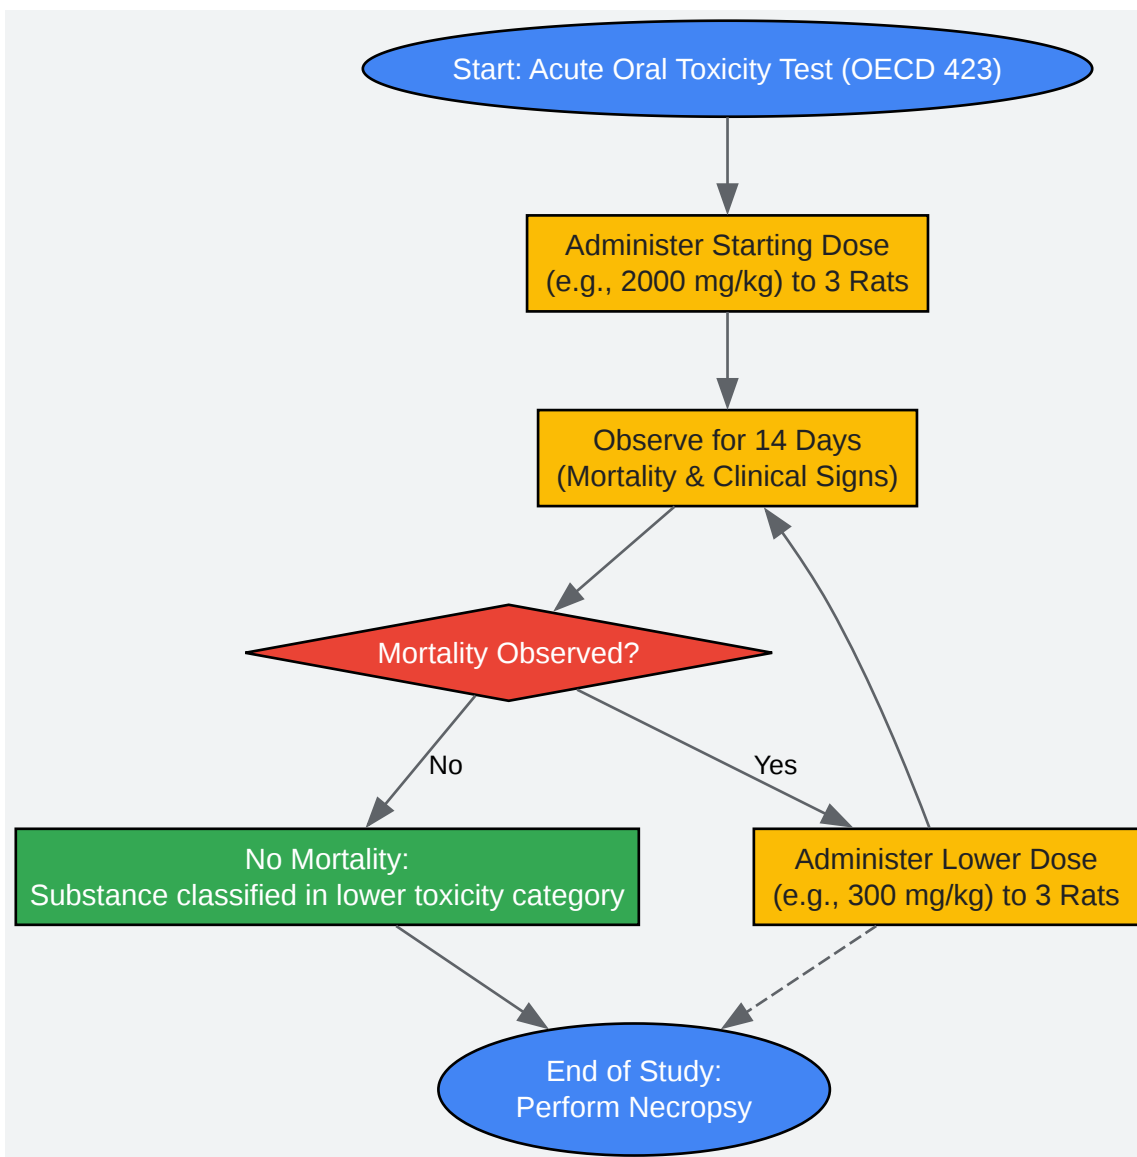 Start: Acute Oral Toxicity Test (OECD 423)
Administer Starting Dose
(e.g., 2000 mg/kg) to 3 Rats
Observe for 14 Days
(Mortality & Clinical Signs)
Mortality Observed?
No
Yes
No Mortality:
Substance classified in lower toxicity category
Administer Lower Dose
(e.g., 300 mg/kg) to 3 Rats
End of Study:
Perform Necropsy